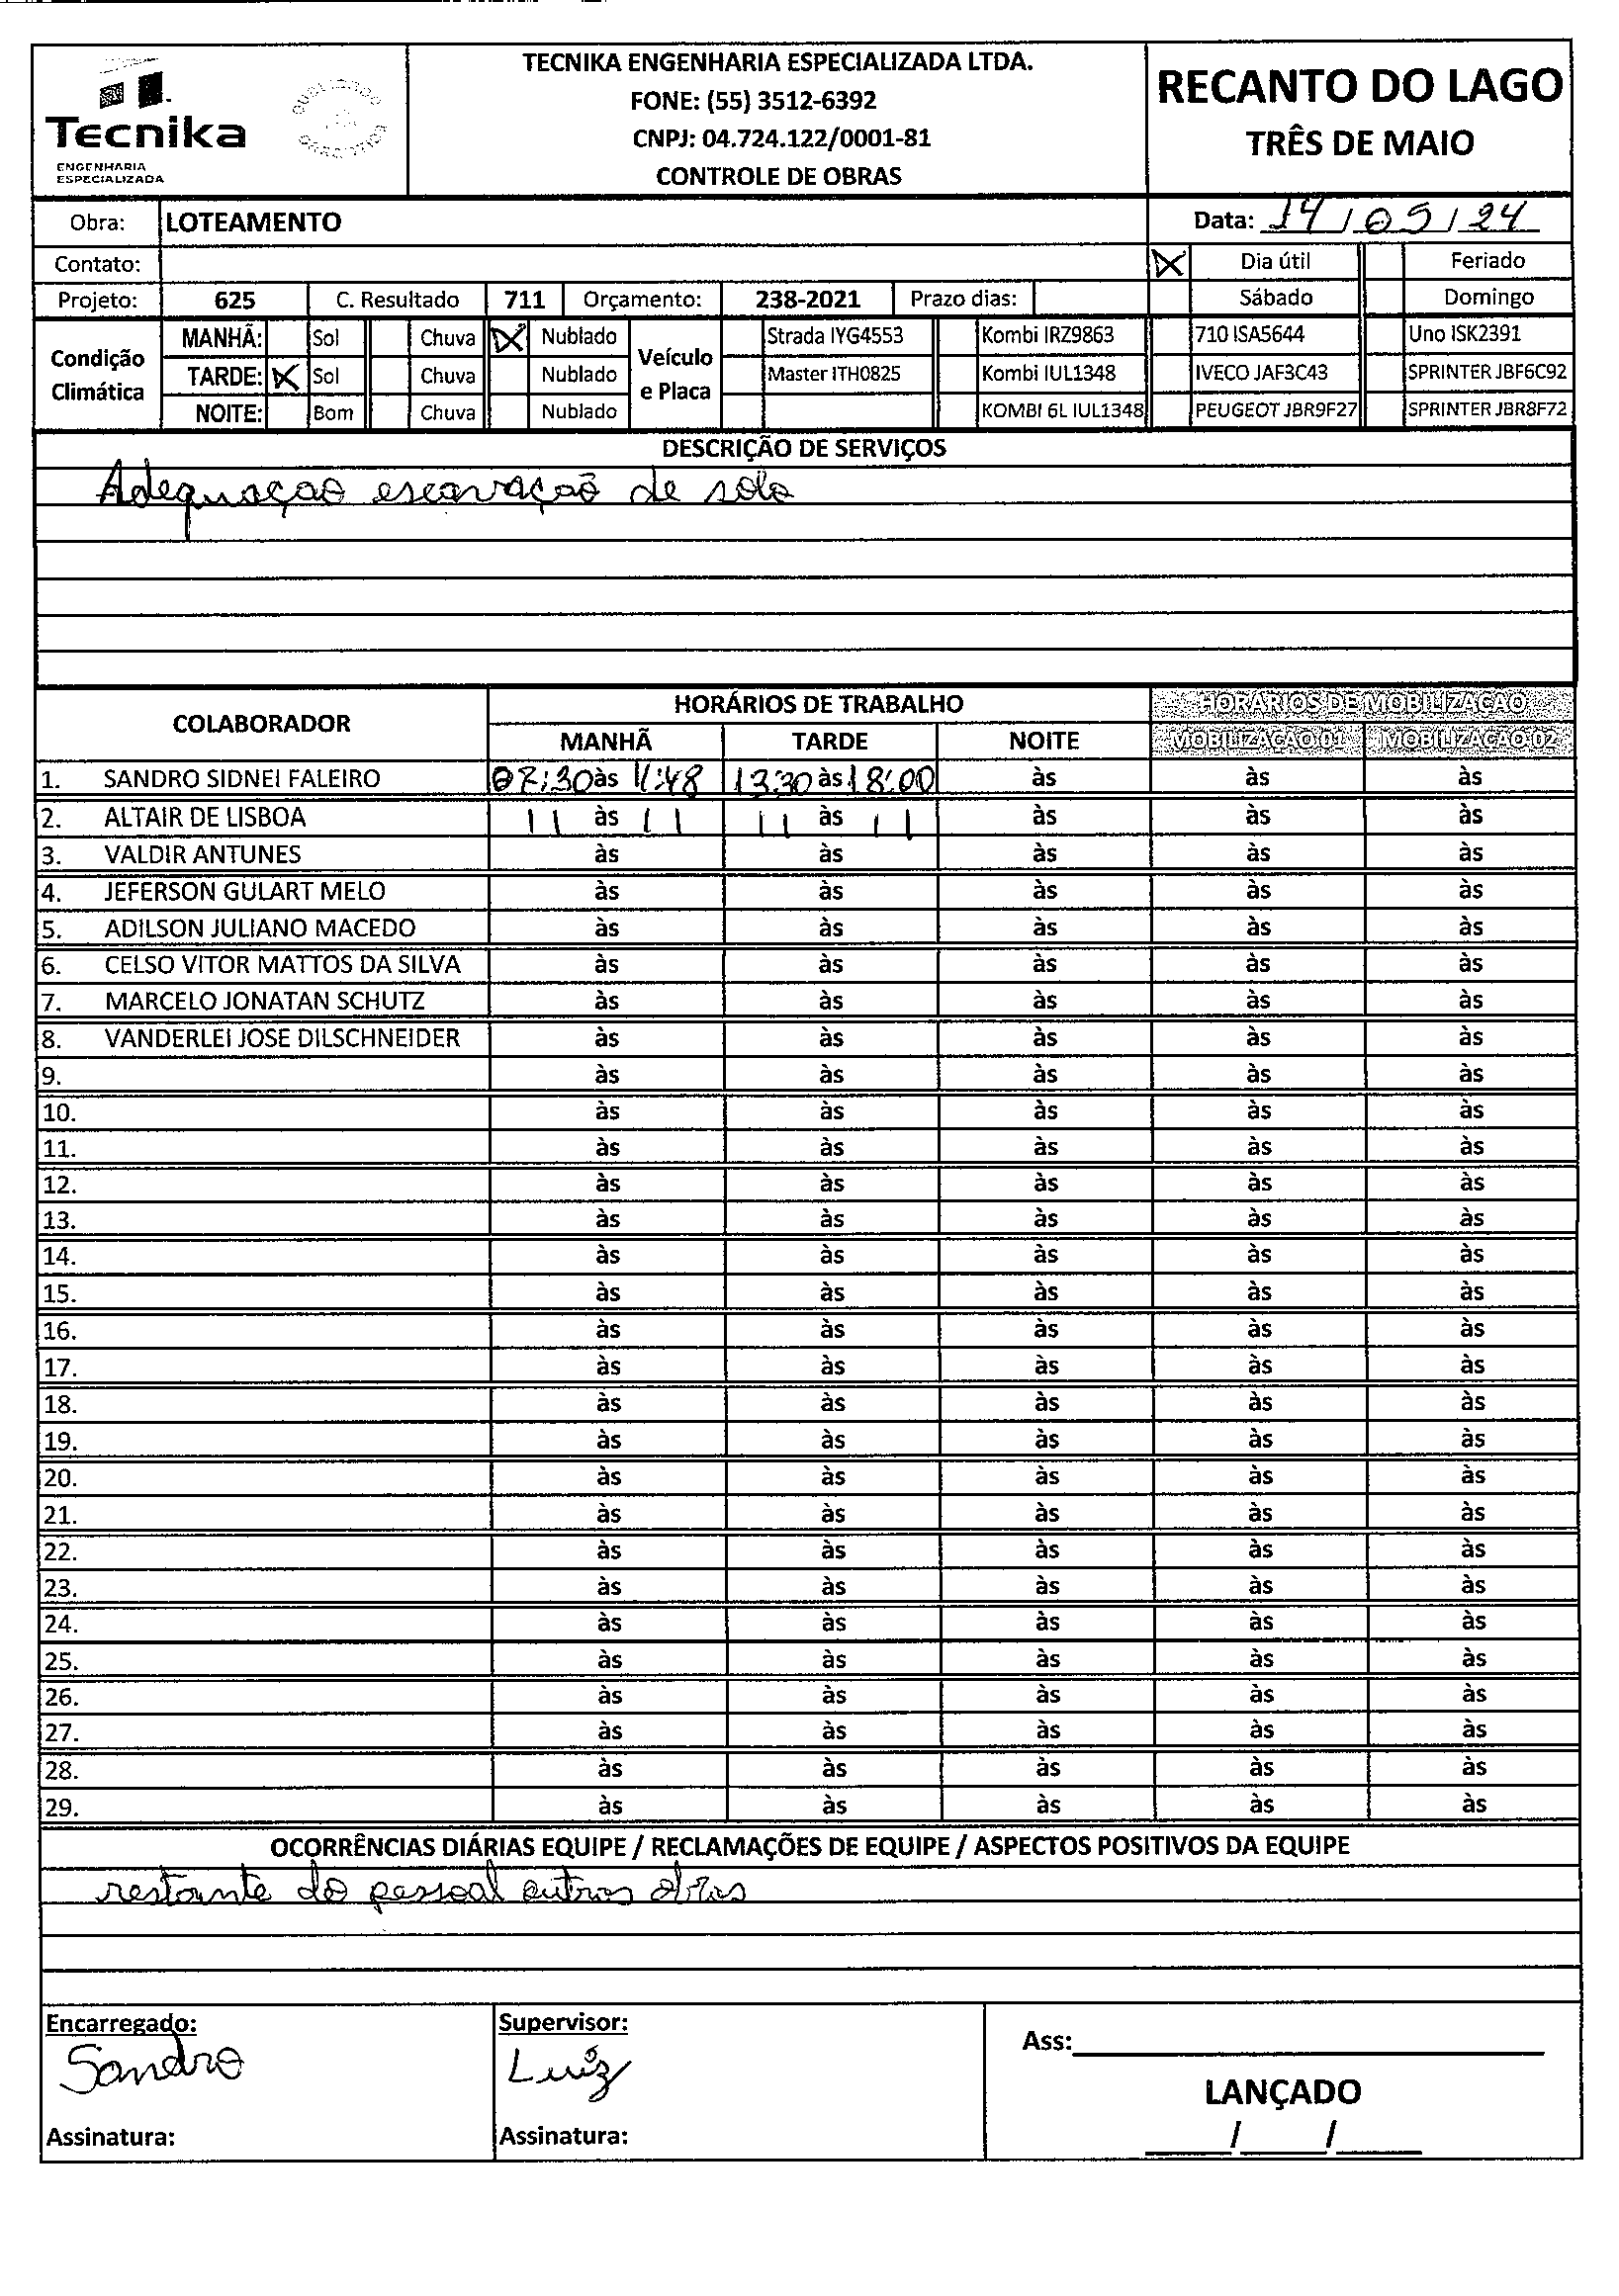 TECNIKA ENGENHARIA ESPECIALIZADA LTDA.
FONE: (55) 3512-6392
CNPJ: 04.724.122/0001-81
CONTROLE DE OBRAS
Tecnika
ENGENHARIA
ESPECIALIZADA
RECANTO DO LAGO
TRÊS DE MAIO
Obra: LOTEAMENTO Data: 14/05/24
Contato: X Dia útil Feriado
Projeto: 625 C. Resultado 711 Orçamento: 238-2021 Prazo dias: Sábado Domingo
Condição Climática
MANHÃ: Sol Chuva X Nublado
TARDE: X Sol Chuva Nublado
NOITE: Bom Chuva Nublado
Veículo e Placa
Strada IYG4553 Kombi IRZ9863 710 ISA5644 Uno ISK2391
Master ITH0825 Kombi IUL1348 IVECO JAF3C43 SPRINTER JBF6C92
KOMBI 6L IUL1348 PEUGEOT JBR9F27 SPRINTER JBR8F72
DESCRIÇÃO DE SERVIÇOS
Adequaçao escavaçaõ de solo
COLABORADOR HORÁRIOS DE TRABALHO HORÁRIOS DE MOBILIZAÇÃO
MANHÃ TARDE NOITE MOBILIZAÇÃO 01 MOBILIZAÇÃO 02
1. SANDRO SIDNEI FALEIRO 07:30 às 11:48 13:30 às 18:00 às às às
2. ALTAIR DE LISBOA 11 às 11 11 às 11 às às às
3. VALDIR ANTUNES às às às às às
4. JEFERSON GULART MELO às às às às às
5. ADILSON JULIANO MACEDO às às às às às
6. CELSO VITOR MATTOS DA SILVA às às às às às
7. MARCELO JONATAN SCHUTZ às às às às às
8. VANDERLEI JOSE DILSCHNEIDER às às às às às
9. às às às às às
10. às às às às às
11. às às às às às
12. às às às às às
13. às às às às às
14. às às às às às
15. às às às às às
16. às às às às às
17. às às às às às
18. às às às às às
19. às às às às às
20. às às às às às
21. às às às às às
22. às às às às às
23. às às às às às
24. às às às às às
25. às às às às às
26. às às às às às
27. às às às às às
28. às às às às às
29. às às às às às
OCORRÊNCIAS DIÁRIAS EQUIPE / RECLAMAÇÕES DE EQUIPE / ASPECTOS POSITIVOS DA EQUIPE
restante do pessoal outras obras
Encarregado: Supervisor: Ass:
Sandro Luiz
LANÇADO
Assinatura: Assinatura: / /